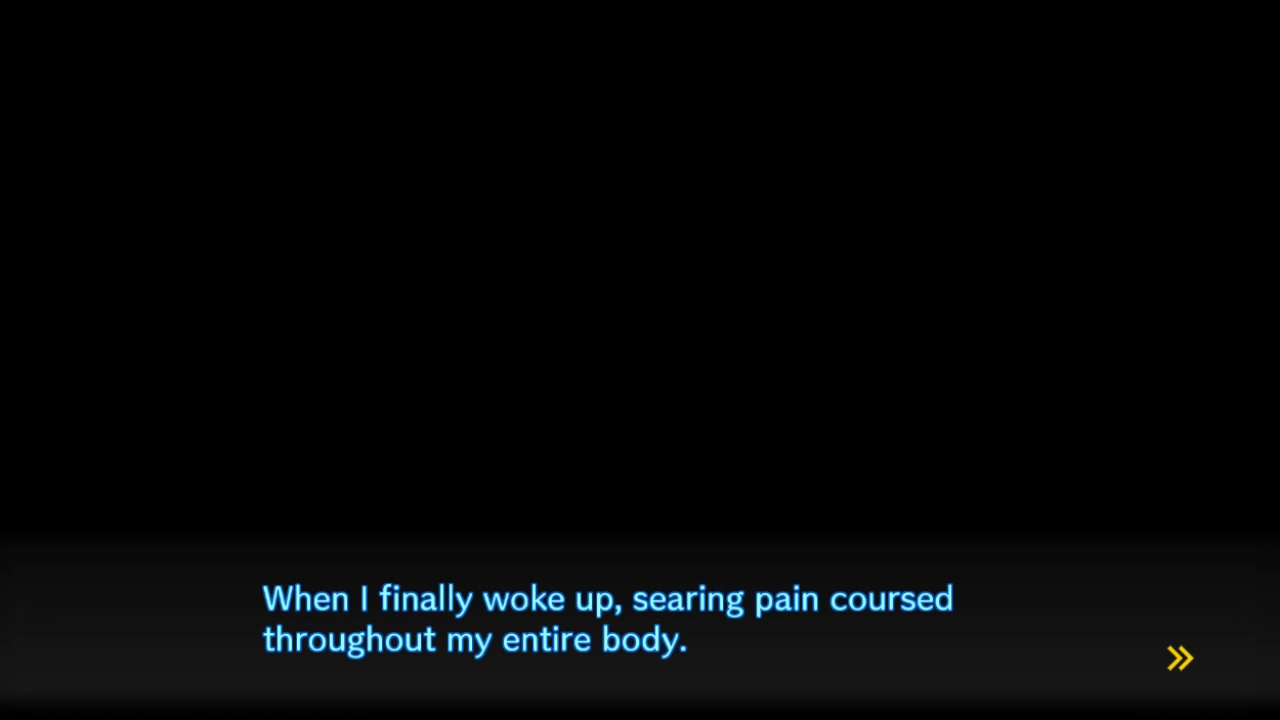 When I finally woke up, searing pain coursed
throughout my entire body.